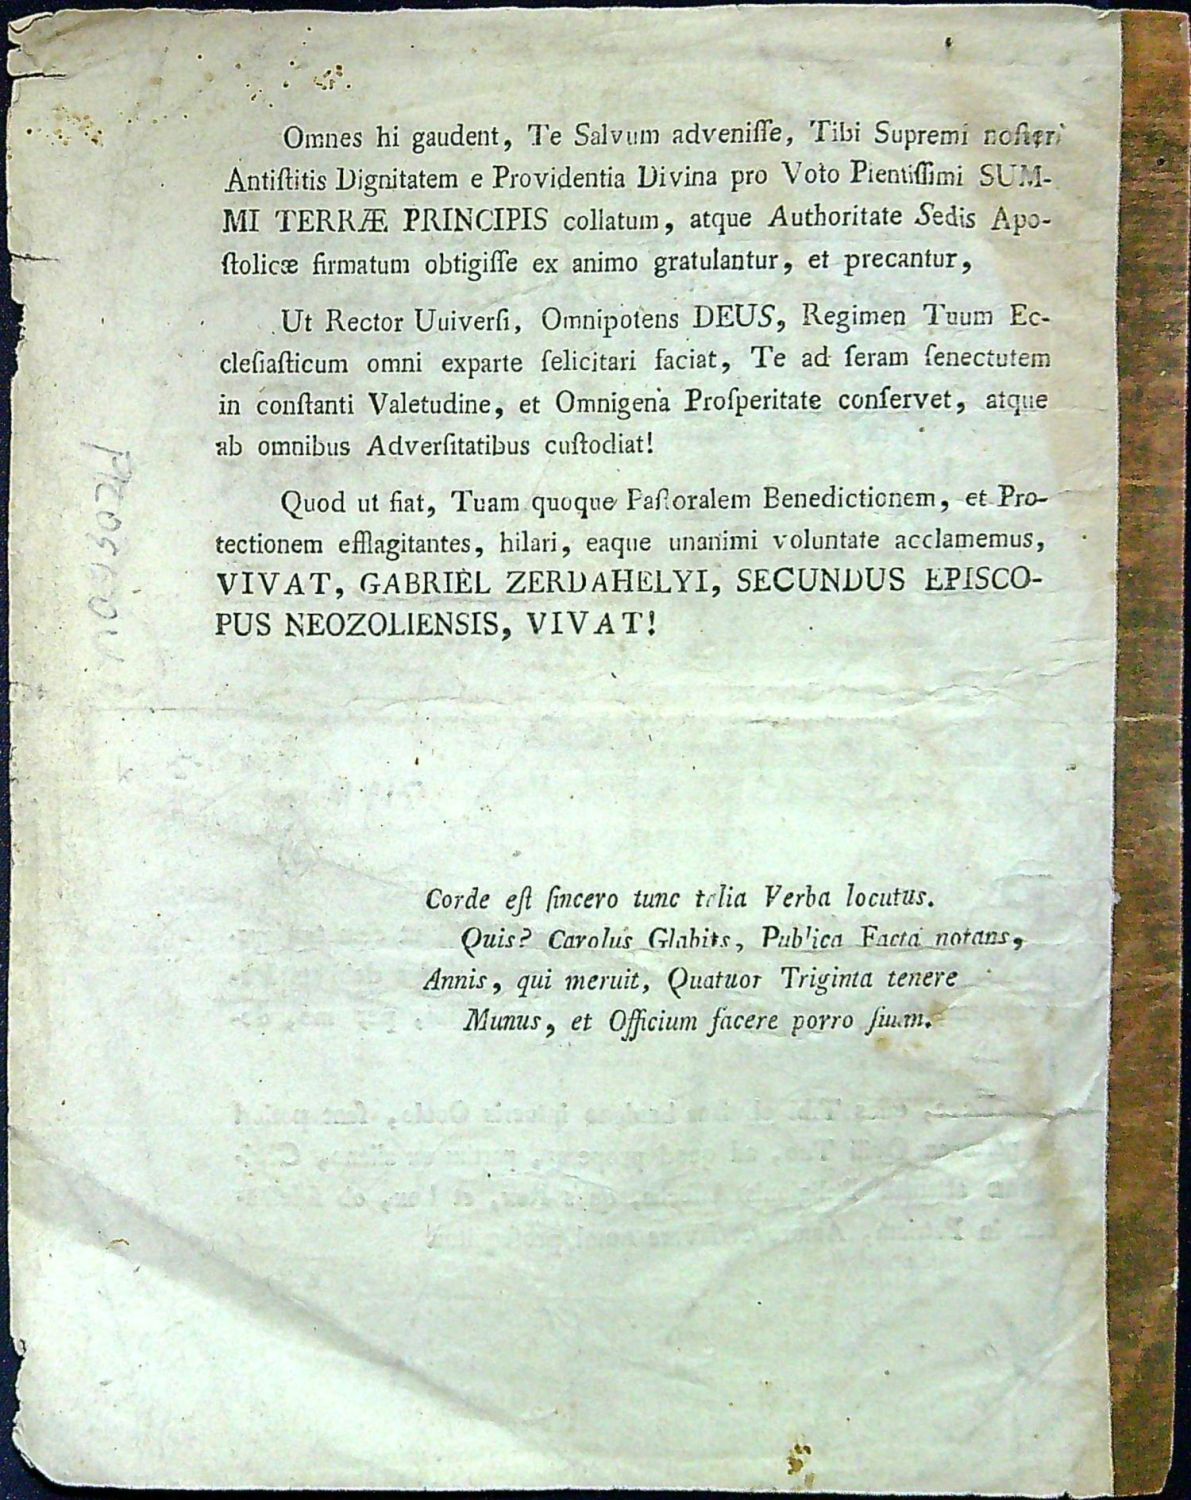 Omnes hi gaudent, Te Salvum adveniſſe, Tibi Supremi noſtri
Antiſtitis Dignitatem e Providentia Divina pro Voto Pientiſſimi SUM-
MI TERRÆ PRINCIPIS collatum, atque Authoritate Sedis Apo-
ſtolicæ firmatum obtigiſſe ex animo gratulantur, et precantur,
Ut Rector Uuiverſi, Omnipotens DEUS, Regimen Tuum Ec-
cleſiaſticum omni exparte felicitari faciat, Te ad ſeram ſenectutem
in conſtanti Valetudine, et Omnigenà Proſperitate conſervet, atque
ab omnibus Adverſitatibus cuſtodiat!
Quod ut fiat, Tuam quoque Paſtoralem Benedictionem, et Pro-
tectionem efflagitantes, hilari, eaque unanimi voluntate acclamemus,
VIVAT, GABRIEL ZERDAHELYI, SECUNDUS EPISCO-
PUS NEOZOLIENSIS, VIVAT!
Corde eſt ſincero tunc talia Verba locutus.
Quis? Carolus Glabits, Publica Facta notans,
Annis, qui meruit, Quatuor Triginta tenere
Munus, et Officium facere porro ſuum.